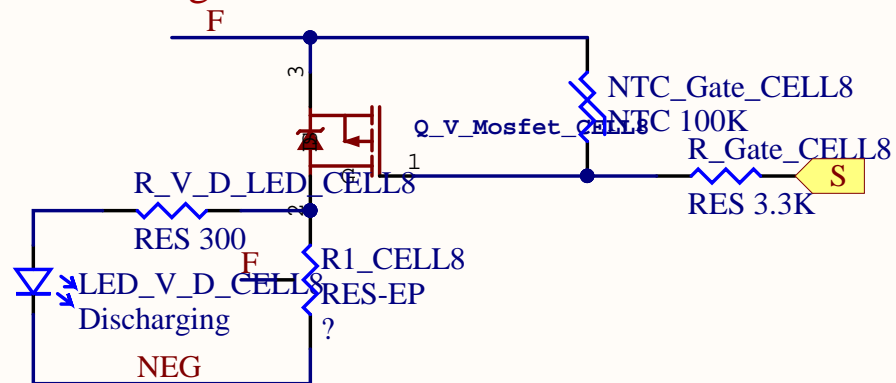 F
3
NTC_Gate_CELL8
Q_V_Mosfet_CELL8
NTC 100K
1
R_Gate_CELL8
S
G
R_V_D_LED_CELL8
2
RES 3.3K
RES 300
F
R1_CELL8
LED_V_D_CELL8
RES-EP
Discharging
?
NEG